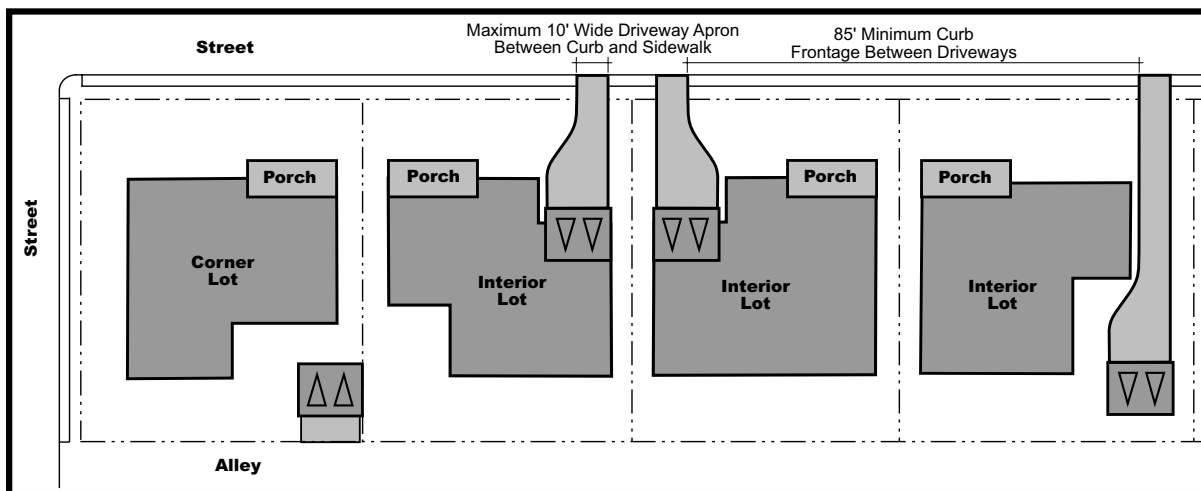 Maximum 10' Wide Driveway Apron
Between Curb and Sidewalk
85' Minimum Curb
Frontage Between Driveways
Street
Street
Porch
Porch
Porch
Porch
Corner
Lot
Interior
Lot
Interior
Lot
Interior
Lot
Alley